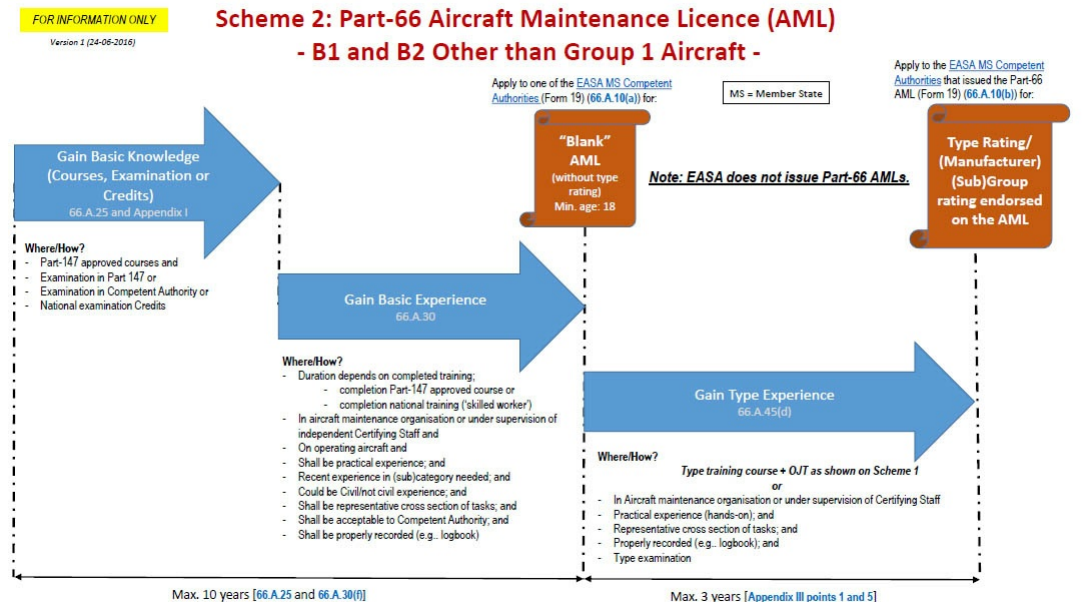 FOR INFORMATION ONLY
Version 1 (24-06-2016)
Scheme 2: Part-66 Aircraft Maintenance Licence (AML)
- B1 and B2 Other than Group 1 Aircraft -
Apply to one of the EASA MS Competent
Authorities (Form 19) (66.A.10(a)) for:
MS = Member State
Apply to the EASA MS Competent
Authorities that issued the Part-66
AML (Form 19) (66.A.10(b)) for:
Gain Basic Knowledge
(Courses, Examination or
Credits)
66.A.25 and Appendix I
"Blank"
AML
(without type
rating)
Min. age: 18
Note: EASA does not issue Part-66 AMLs.
Type Rating/
(Manufacturer)
(Sub)Group
rating endorsed
on the AML
Where/How?
- Part-147 approved courses and
- Examination in Part 147 or
- Examination in Competent Authority or
- National examination Credits
Gain Basic Experience
66.A.30
Where/How?
- Duration depends on completed training;
- completion Part-147 approved course or
- completion national training ('skilled worker')
- In aircraft maintenance organisation or under supervision of
independent Certifying Staff and
- On operating aircraft and
- Shall be practical experience; and
- Recent experience in (sub)category needed; and
- Could be Civil/not civil experience; and
- Shall be representative cross section of tasks; and
- Shall be acceptable to Competent Authority; and
- Shall be properly recorded (e.g.. logbook)
Gain Type Experience
66.A.45(d)
Where/How?
Type training course + OJT as shown on Scheme 1
or
- In Aircraft maintenance organisation or under supervision of Certifying Staff
- Practical experience (hands-on); and
- Representative cross section of tasks; and
- Properly recorded (e.g.. logbook); and
- Type examination
Max. 10 years [66.A.25 and 66.A.30(f)]
Max. 3 years [Appendix III points 1 and 5]